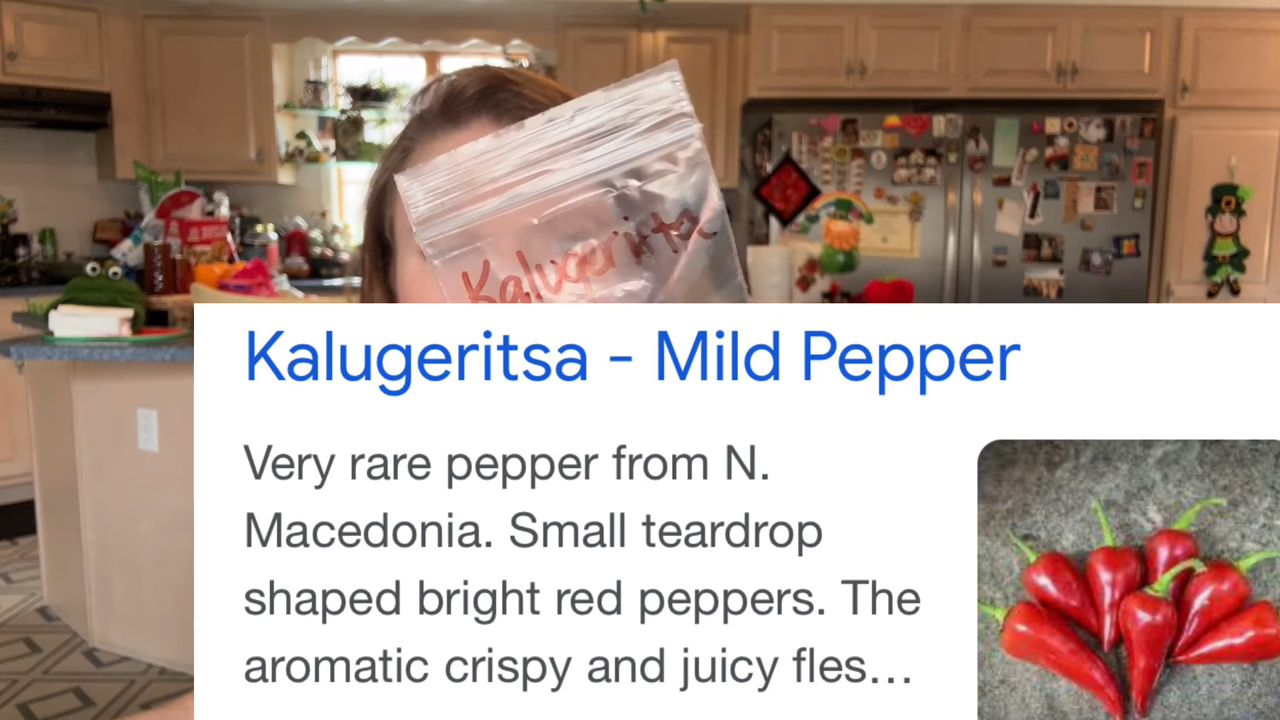 Kalugeritsa
Kalugeritsa - Mild Pepper
Very rare pepper from N.
Macedonia. Small teardrop
shaped bright red peppers. The
aromatic crispy and juicy fles...